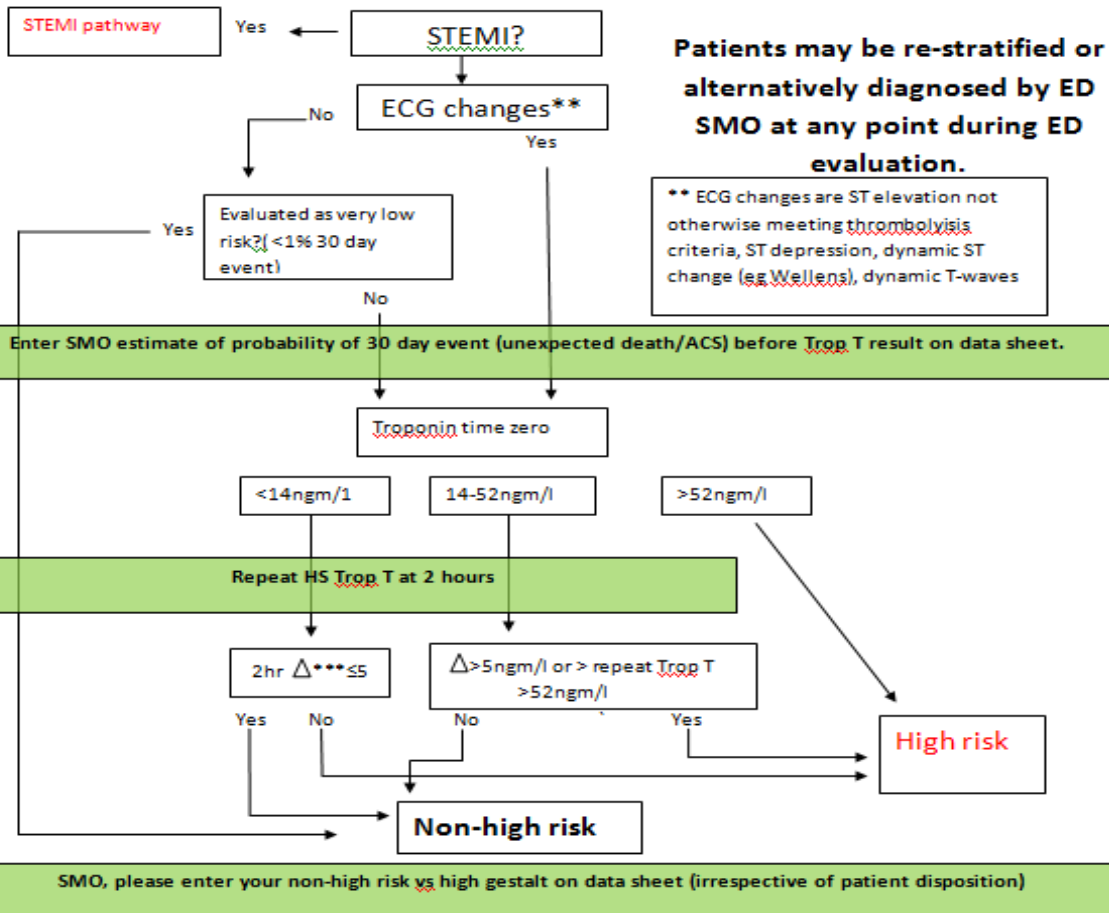 STEMI pathway
Yes
STEMI?
Patients may be re-stratified or
alternatively diagnosed by ED
SMO at any point during ED
evaluation.
ECG changes**
No
Yes
** ECG changes are ST elevation not
otherwise meeting thrombolyisis
criteria, ST depression, dynamic ST
change (eg Wellens), dynamic T-waves
Evaluated as very low
risk?( <1% 30 day
event)
Yes
No
Enter SMO estimate of probability of 30 day event (unexpected death/ACS) before Trop T result on data sheet.
Troponin time zero
<14ngm/1
14-52ngm/l
>52ngm/l
Repeat HS Trop T at 2 hours
2hr Δ***≤5
Δ>5ngm/l or > repeat Trop T
>52ngm/l
Yes
No
No
Yes
High risk
Non-high risk
SMO, please enter your non-high risk vs high gestalt on data sheet (irrespective of patient disposition)